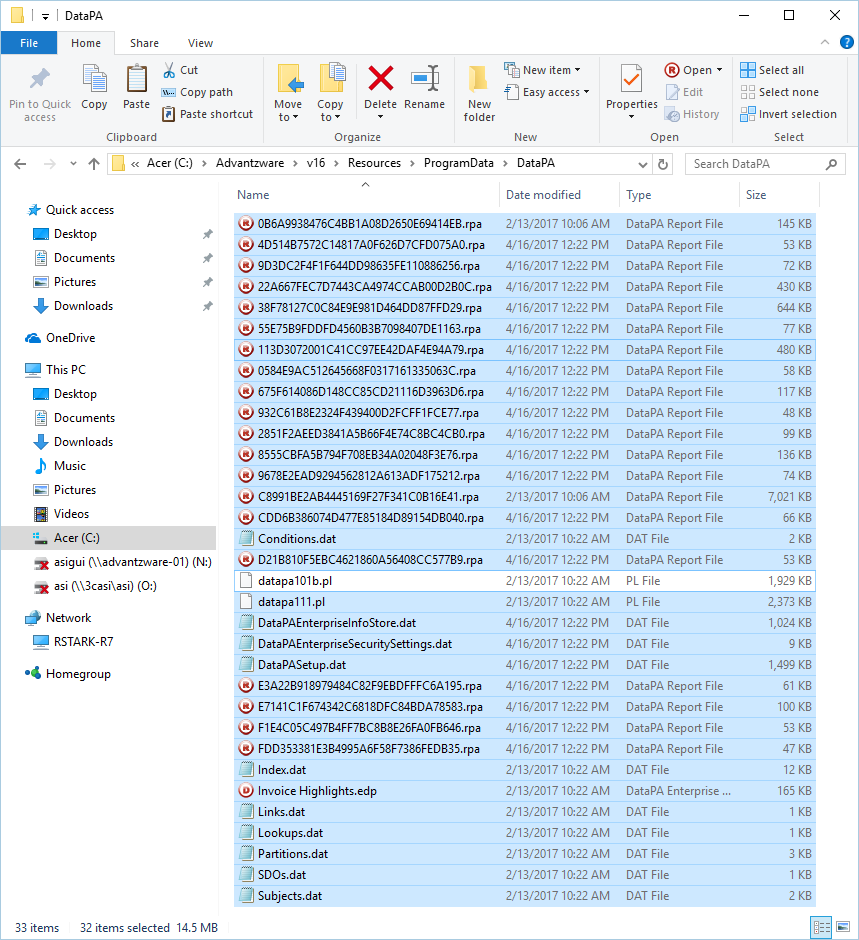 DataPA
File Home Share View
Pin to Quick access
Copy
Paste
Cut
Copy path
Paste shortcut
Clipboard
Move to
Copy to
Delete
Rename
Organize
New folder
New item
Easy access
New
Properties
Open
Edit
History
Open
Select all
Select none
Invert selection
Select
« Acer (C:) › Advantzware › v16 › Resources › ProgramData › DataPA
Search DataPA
Quick access
Desktop
Documents
Pictures
Downloads
OneDrive
This PC
Desktop
Documents
Downloads
Music
Pictures
Videos
Acer (C:)
asigui (\\advantzware-01) (N:)
asi (\\3casi\asi) (O:)
Network
RSTARK-R7
Homegroup
Name Date modified Type Size
0B6A9938476C4BB1A08D2650E69414EB.rpa 2/13/2017 10:06 AM DataPA Report File 145 KB
4D514B7572C14817A0F626D7CFD075A0.rpa 4/16/2017 12:22 PM DataPA Report File 53 KB
9D3DC2F4F1F644DD98635FE110886256.rpa 4/16/2017 12:22 PM DataPA Report File 72 KB
22A667FEC7D7443CA4974CCAB00D2B0C.rpa 4/16/2017 12:22 PM DataPA Report File 430 KB
38F78127C0C84E9E981D464DD87FFD29.rpa 4/16/2017 12:22 PM DataPA Report File 644 KB
55E75B9FDDFD4560B3B7098407DE1163.rpa 4/16/2017 12:22 PM DataPA Report File 77 KB
113D3072001C41CC97EE42DAF4E94A79.rpa 4/16/2017 12:22 PM DataPA Report File 480 KB
0584E9AC512645668F0317161335063C.rpa 4/16/2017 12:22 PM DataPA Report File 58 KB
675F614086D148CC85CD21116D3963D6.rpa 4/16/2017 12:22 PM DataPA Report File 117 KB
932C61B8E2324F439400D2FCFF1FCE77.rpa 4/16/2017 12:22 PM DataPA Report File 48 KB
2851F2AEED3841A5B66F4E74C8BC4CB0.rpa 4/16/2017 12:22 PM DataPA Report File 99 KB
8555CBFA5B794F708EB34A02048F3E76.rpa 4/16/2017 12:22 PM DataPA Report File 136 KB
9678E2EAD9294562812A613ADF175212.rpa 4/16/2017 12:22 PM DataPA Report File 74 KB
C8991BE2AB4445169F27F341C0B16E41.rpa 2/13/2017 10:06 AM DataPA Report File 7,021 KB
CDD6B386074D477E85184D89154DB040.rpa 4/16/2017 12:22 PM DataPA Report File 66 KB
Conditions.dat 2/13/2017 10:22 AM DAT File 2 KB
D21B810F5EBC4621860A56408CC577B9.rpa 4/16/2017 12:22 PM DataPA Report File 53 KB
datapa101b.pl 2/13/2017 10:22 AM PL File 1,929 KB
datapa111.pl 2/13/2017 10:22 AM PL File 2,373 KB
DataPAEnterpriseInfoStore.dat 4/16/2017 12:22 PM DAT File 1,024 KB
DataPAEnterpriseSecuritySettings.dat 4/16/2017 12:22 PM DAT File 9 KB
DataPASetup.dat 4/16/2017 12:22 PM DAT File 1,499 KB
E3A22B918979484C82F9EBDFFFC6A195.rpa 4/16/2017 12:22 PM DataPA Report File 61 KB
E7141C1F674342C6818DFC84BDA78583.rpa 4/16/2017 12:22 PM DataPA Report File 100 KB
F1E4C05C497B4FF7BC8B8E26FA0FB646.rpa 4/16/2017 12:22 PM DataPA Report File 53 KB
FDD353381E3B4995A6F58F7386FEDB35.rpa 4/16/2017 12:22 PM DataPA Report File 47 KB
Index.dat 2/13/2017 10:22 AM DAT File 12 KB
Invoice Highlights.edp 2/13/2017 10:22 AM DataPA Enterprise ... 165 KB
Links.dat 2/13/2017 10:22 AM DAT File 1 KB
Lookups.dat 2/13/2017 10:22 AM DAT File 1 KB
Partitions.dat 2/13/2017 10:22 AM DAT File 3 KB
SDOs.dat 2/13/2017 10:22 AM DAT File 1 KB
Subjects.dat 2/13/2017 10:22 AM DAT File 2 KB
33 items 32 items selected 14.5 MB